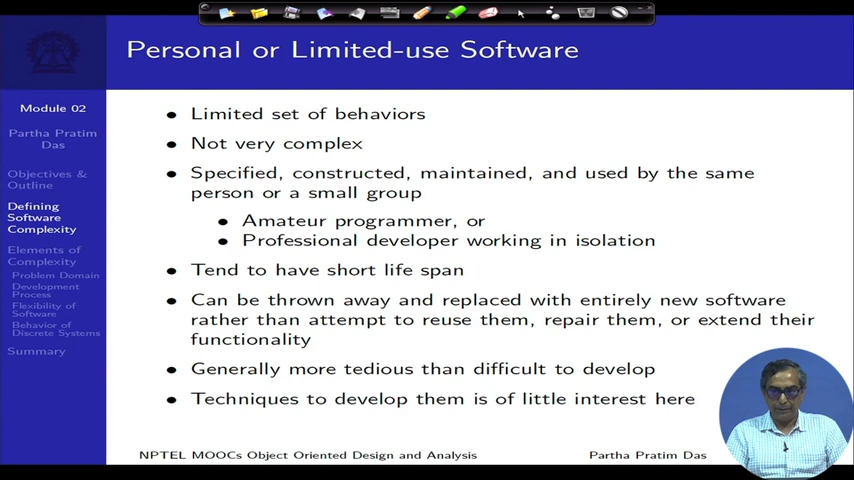 Personal or Limited-use Software
Module 02
Partha Pratim
Das
Objectives &
Outline
Defining
Software
Complexity
Elements of
Complexity
Problem Domain
Development
Process
Flexibility of
Software
Behavior of
Discrete Systems
Summary
Limited set of behaviors
Not very complex
Specified, constructed, maintained, and used by the same
person or a small group
Amateur programmer, or
Professional developer working in isolation
Tend to have short life span
Can be thrown away and replaced with entirely new software
rather than attempt to reuse them, repair them, or extend their
functionality
Generally more tedious than difficult to develop
Techniques to develop them is of little interest here
NPTEL MOOCs Object Oriented Design and Analysis
Partha Pratim Das